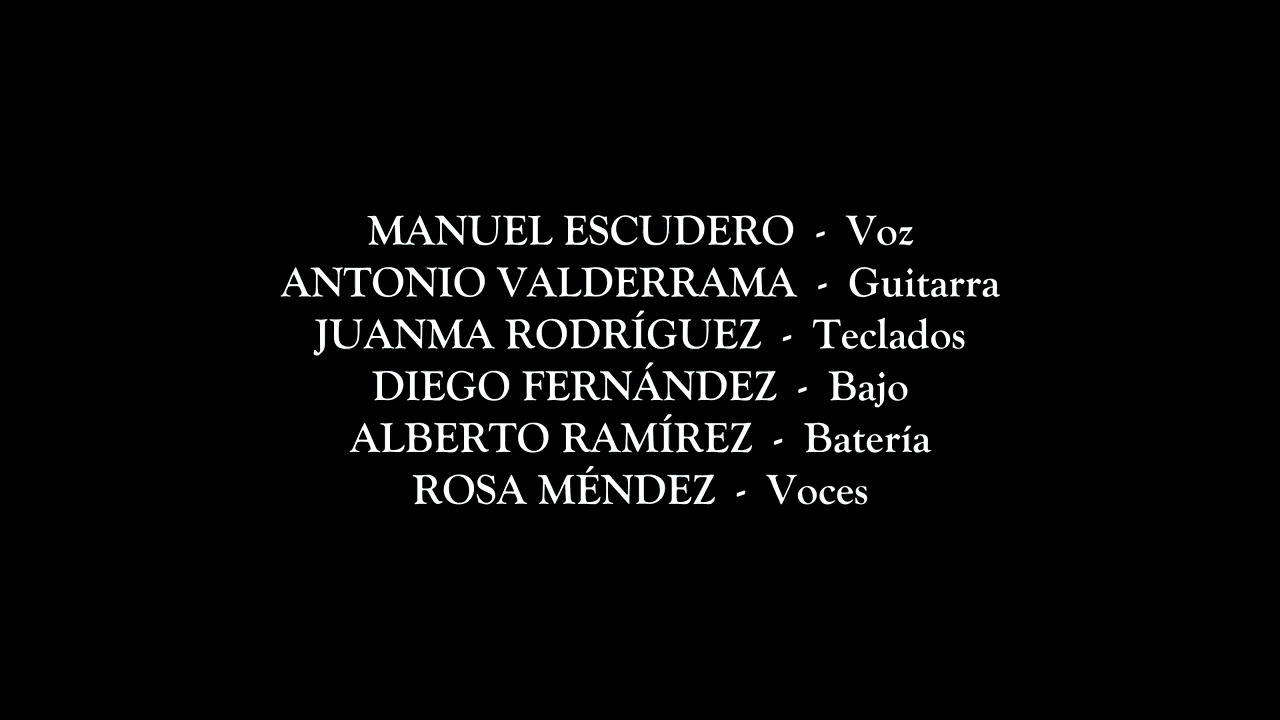 MANUEL ESCUDERO - Voz
ANTONIO VALDERRAMA - Guitarra
JUANMA RODRÍGUEZ - Teclados
DIEGO FERNÁNDEZ - Bajo
ALBERTO RAMÍREZ - Batería
ROSA MÉNDEZ - Voces